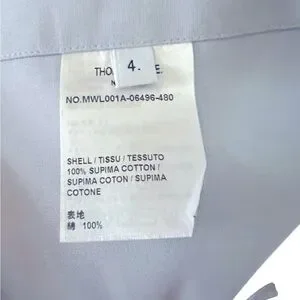 4.
THO E.
N
NO.MWL001A-06496-480
SHELL / TISSU / TESSUTO
100% SUPIMA COTTON /
SUPIMA COTON / SUPIMA
COTONE
表地
綿 100%